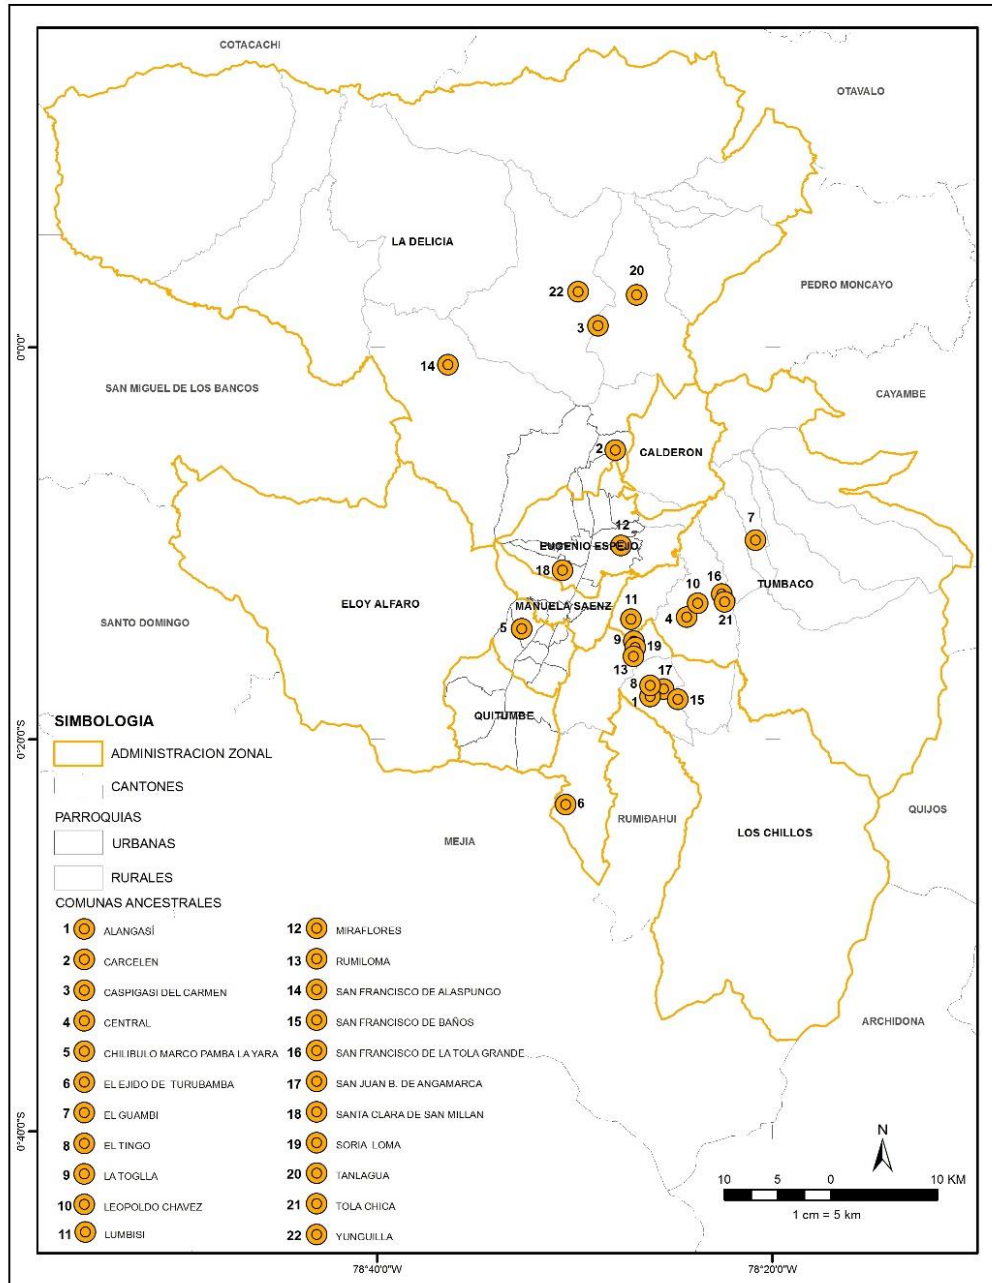 COTACACHI
OTAVALO
LA DELICIA
20
22
PEDRO MONCAYO
3
0°0'0"
14
SAN MIGUEL DE LOS BANCOS
CAYAMBE
2
CALDERON
7
12
EUGENIO ESPEJO
18
16
TUMBACO
10
ELOY ALFARO
MANUELA SAENZ
11
4
21
SANTO DOMINGO
5
9
19
13
17
8
1
15
QUITUMBE
SIMBOLOGIA
0°20'0"S
ADMINISTRACION ZONAL
CANTONES
6
QUIJOS
PARROQUIAS
RUMIÐAHUI
LOS CHILLOS
URBANAS
MEJIA
RURALES
COMUNAS ANCESTRALES
1 ALANGASÍ
2 CARCELEN
3 CASPIGASI DEL CARMEN
4 CENTRAL
5 CHILIBULO MARCO PAMBA LA YARA
6 EL EJIDO DE TURUBAMBA
7 EL GUAMBI
8 EL TINGO
9 LA TOGLLA
10 LEOPOLDO CHAVEZ
11 LUMBISI
12 MIRAFLORES
13 RUMILOMA
14 SAN FRANCISCO DE ALASPUNGO
15 SAN FRANCISCO DE BAÑOS
16 SAN FRANCISCO DE LA TOLA GRANDE
17 SAN JUAN B. DE ANGAMARCA
18 SANTA CLARA DE SAN MILLAN
19 SORIA LOMA
20 TANLAGUA
21 TOLA CHICA
22 YUNGUILLA
ARCHIDONA
0°40'0"S
N
10 5 0 10 KM
1 cm = 5 km
78°40'0"W
78°20'0"W